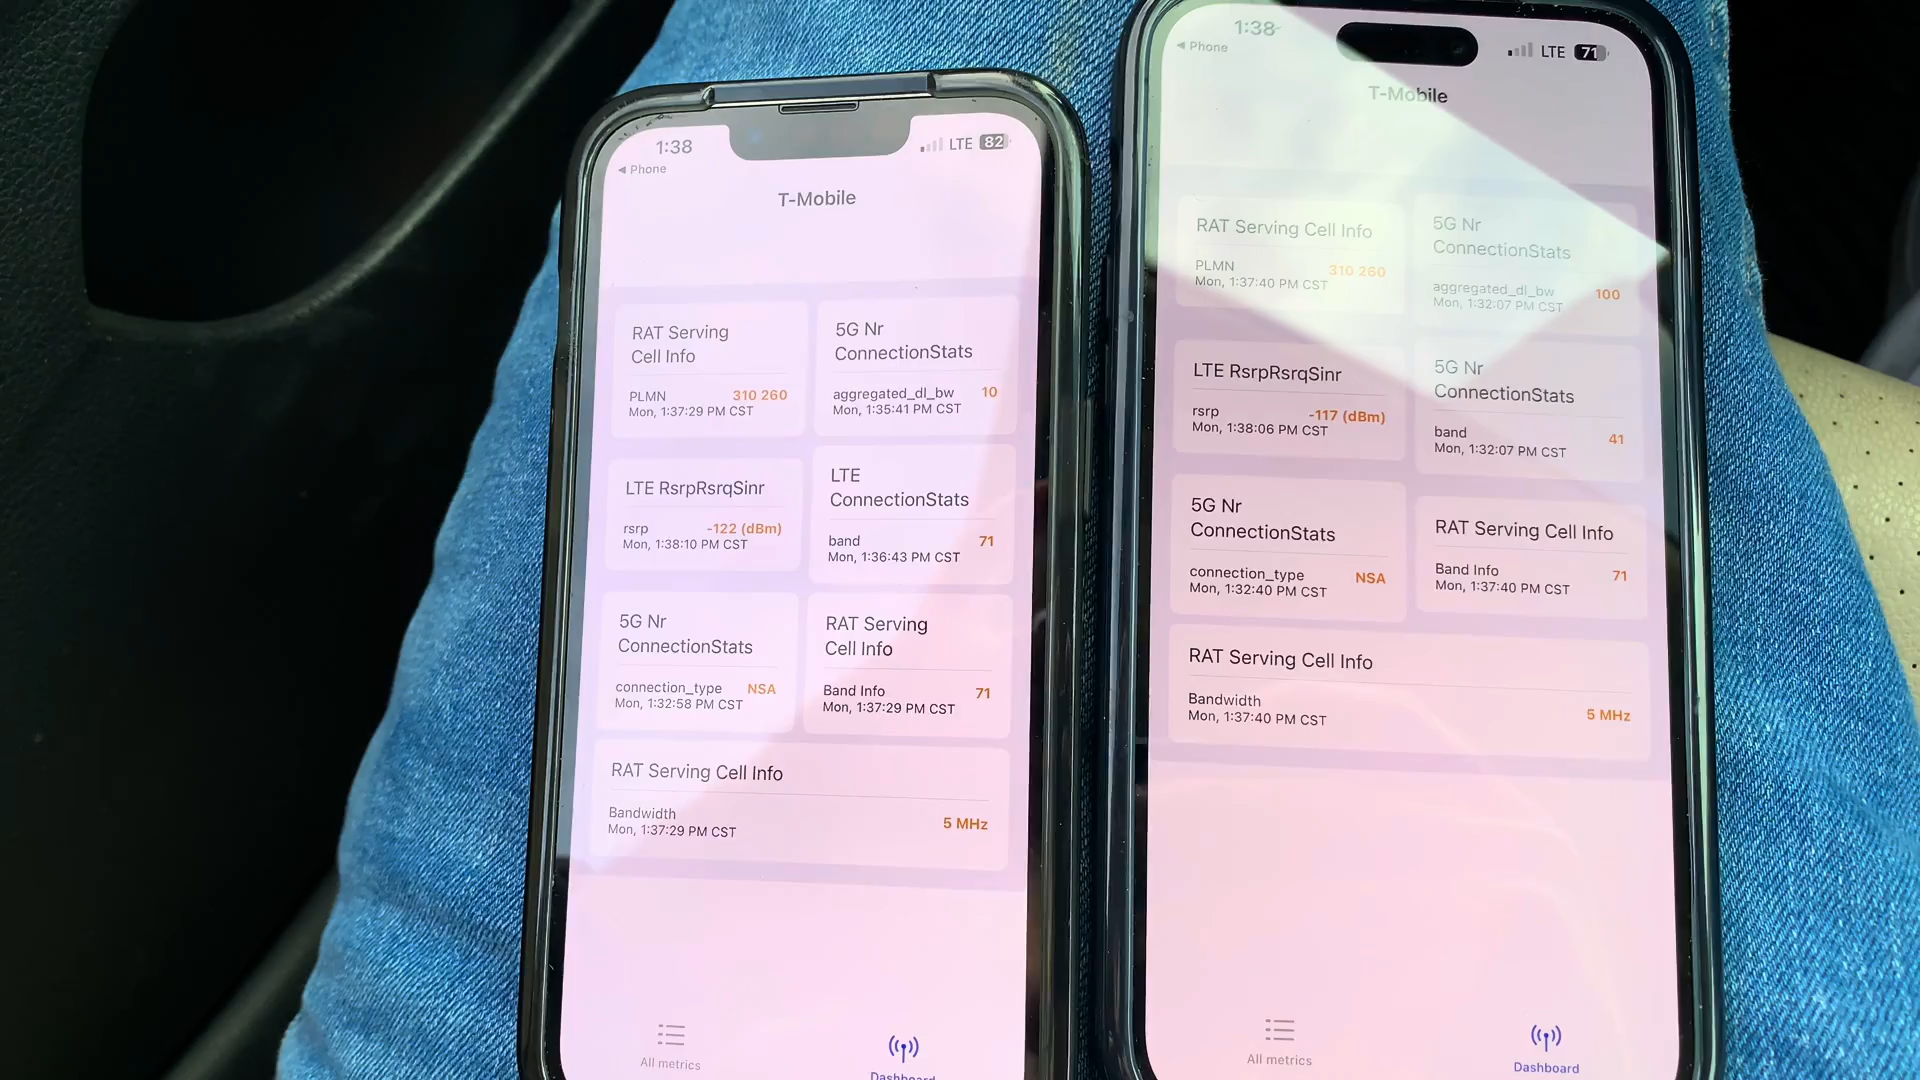 1:38
LTE 82
◀ Phone
T-Mobile
RAT Serving
Cell Info
PLMN 310 260
Mon, 1:37:29 PM CST
5G Nr
ConnectionStats
aggregated_dl_bw 10
Mon, 1:35:41 PM CST
LTE RsrpRsrqSinr
rsrp -122 (dBm)
Mon, 1:38:10 PM CST
LTE
ConnectionStats
band 71
Mon, 1:36:43 PM CST
5G Nr
ConnectionStats
connection_type NSA
Mon, 1:32:58 PM CST
RAT Serving
Cell Info
Band Info 71
Mon, 1:37:29 PM CST
RAT Serving Cell Info
Bandwidth 5 MHz
Mon, 1:37:29 PM CST
All metrics
Dashboard
1:38
LTE 71
◀ Phone
T-Mobile
RAT Serving Cell Info
PLMN 310 260
Mon, 1:37:40 PM CST
5G Nr
ConnectionStats
aggregated_dl_bw 100
Mon, 1:32:07 PM CST
LTE RsrpRsrqSinr
rsrp -117 (dBm)
Mon, 1:38:06 PM CST
5G Nr
ConnectionStats
band 41
Mon, 1:32:07 PM CST
5G Nr
ConnectionStats
connection_type NSA
Mon, 1:32:40 PM CST
RAT Serving Cell Info
Band Info 71
Mon, 1:37:40 PM CST
RAT Serving Cell Info
Bandwidth 5 MHz
Mon, 1:37:40 PM CST
All metrics
Dashboard